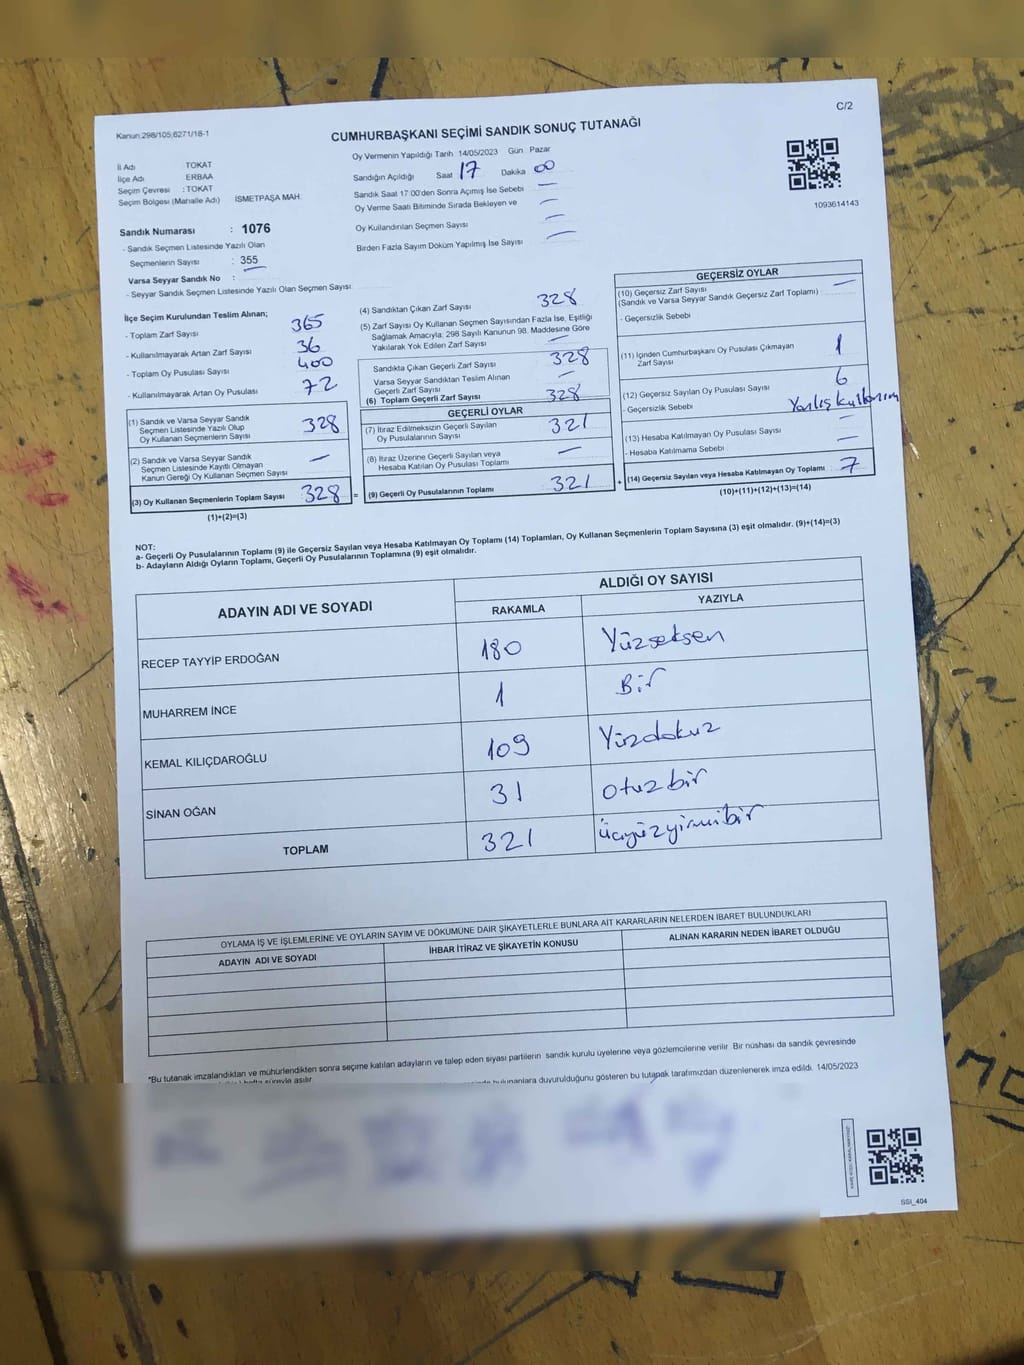 C/2
Kanun:298/105;6271/18-1
CUMHURBAŞKANI SEÇİMİ SANDIK SONUÇ TUTANAĞI
İl Adı TOKAT
İlçe Adı ERBAA
Seçim Çevresi : TOKAT
Seçim Bölgesi (Mahalle Adı) İSMETPAŞA MAH.
Oy Vermenin Yapıldığı Tarih 14/05/2023 Gün Pazar
Sandığın Açıldığı Saat 17 Dakika 00
Sandık Saat 17:00'den Sonra Açmış İse Sebebi —
Oy Verme Saati Bitiminde Sırada Bekleyen ve —
Oy Kullandırılan Seçmen Sayısı —
Birden Fazla Sayım Döküm Yapılmış İse Sayısı —
1093614143
Sandık Numarası : 1076
- Sandık Seçmen Listesinde Yazılı Olan
Seçmenlerin Sayısı : 355
Varsa Seyyar Sandık No :
- Seyyar Sandık Seçmen Listesinde Yazılı Olan Seçmen Sayısı:
İlçe Seçim Kurulundan Teslim Alınan;
- Toplam Zarf Sayısı 365
- Kullanılmayarak Artan Zarf Sayısı 36
- Toplam Oy Pusulası Sayısı 400
- Kullanılmayarak Artan Oy Pusulası 72
(1) Sandık ve Varsa Seyyar Sandık
Seçmen Listesinde Yazılı Olup
Oy Kullanan Seçmenlerin Sayısı 328
(2) Sandık ve Varsa Seyyar Sandık
Seçmen Listesinde Kayıtlı Olmayan
Kanun Gereği Oy Kullanan Seçmen Sayısı —
(3) Oy Kullanan Seçmenlerin Toplam Sayısı 328 =
(1)+(2)=(3)
(4) Sandıktan Çıkan Zarf Sayısı 328
(5) Zarf Sayısı Oy Kullanan Seçmen Sayısından Fazla İse, Eşitliği
Sağlamak Amacıyla; 298 Sayılı Kanunun 98. Maddesine Göre
Yakılarak Yok Edilen Zarf Sayısı —
Sandıkta Çıkan Geçerli Zarf Sayısı 328
Varsa Seyyar Sandıktan Teslim Alınan
Geçerli Zarf Sayısı —
(6) Toplam Geçerli Zarf Sayısı 328
GEÇERLİ OYLAR
(7) İtiraz Edilmeksizin Geçerli Sayılan
Oy Pusulalarının Sayısı 321
(8) İtiraz Üzerine Geçerli Sayılan veya
Hesaba Katılan Oy Pusulası Toplamı —
(9) Geçerli Oy Pusulalarının Toplamı 321 +
GEÇERSİZ OYLAR
(10) Geçersiz Zarf Sayısı —
(Sandık ve Varsa Seyyar Sandık Geçersiz Zarf Toplamı)
- Geçersizlik Sebebi
(11) İçinden Cumhurbaşkanı Oy Pusulası Çıkmayan
Zarf Sayısı 1
(12) Geçersiz Sayılan Oy Pusulası Sayısı 6
- Geçersizlik Sebebi Yanlış Kullanım
(13) Hesaba Katılmayan Oy Pusulası Sayısı —
- Hesaba Katılmama Sebebi —
(14) Geçersiz Sayılan veya Hesaba Katılmayan Oy Toplamı 7
(10)+(11)+(12)+(13)=(14)
NOT:
a- Geçerli Oy Pusulalarının Toplamı (9) ile Geçersiz Sayılan veya Hesaba Katılmayan Oy Toplamı (14) Toplamları, Oy Kullanan Seçmenlerin Toplam Sayısına (3) eşit olmalıdır. (9)+(14)=(3)
b- Adayların Aldığı Oyların Toplamı, Geçerli Oy Pusulalarının Toplamına (9) eşit olmalıdır.
ADAYIN ADI VE SOYADI ALDIĞI OY SAYISI
RAKAMLA YAZIYLA
RECEP TAYYİP ERDOĞAN 180 Yüzseksen
MUHARREM İNCE 1 Bir
KEMAL KILIÇDAROĞLU 109 Yüzdokuz
SİNAN OĞAN 31 otuzbir
TOPLAM 321 üçyüzyirmibir
OYLAMA İŞ VE İŞLEMLERİNE VE OYLARIN SAYIM VE DÖKÜMÜNE DAİR ŞİKAYETLERLE BUNLARA AİT KARARLARIN NELERDEN İBARET BULUNDUKLARI
ADAYIN ADI VE SOYADI İHBAR İTİRAZ VE ŞİKAYETİN KONUSU ALINAN KARARIN NEDEN İBARET OLDUĞU
*Bu tutanak imzalandıktan ve mühürlendikten sonra seçime katılan adayların ve talep eden siyasi partilerin sandık kurulu üyelerine veya gözlemcilerine verilir. Bir nüshası da sandık çevresinde
bulunanlara duyurulduğunu gösteren bu tutanak tarafımızdan düzenlenerek imza edildi. 14/05/2023
SSI_404